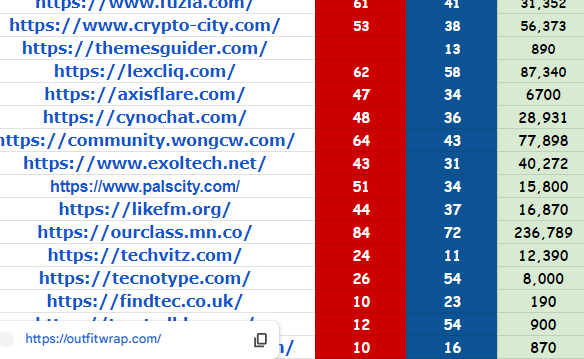 https://www.fuzia.com/ 61 41 31,352
https://www.crypto-city.com/ 53 38 56,373
https://themesguider.com/ 13 890
https://lexcliq.com/ 62 58 87,340
https://axisflare.com/ 47 34 6700
https://cynochat.com/ 48 36 28,931
https://community.wongcw.com/ 64 43 77,898
https://www.exoltech.net/ 43 31 40,272
https://www.palscity.com/ 51 34 15,800
https://likefm.org/ 44 37 16,870
https://ourclass.mn.co/ 84 72 236,789
https://techvitz.com/ 24 11 12,390
https://tecnotype.com/ 26 54 8,000
https://findtec.co.uk/ 10 23 190
12 54 900
https://outfitwrap.com/
10 16 870